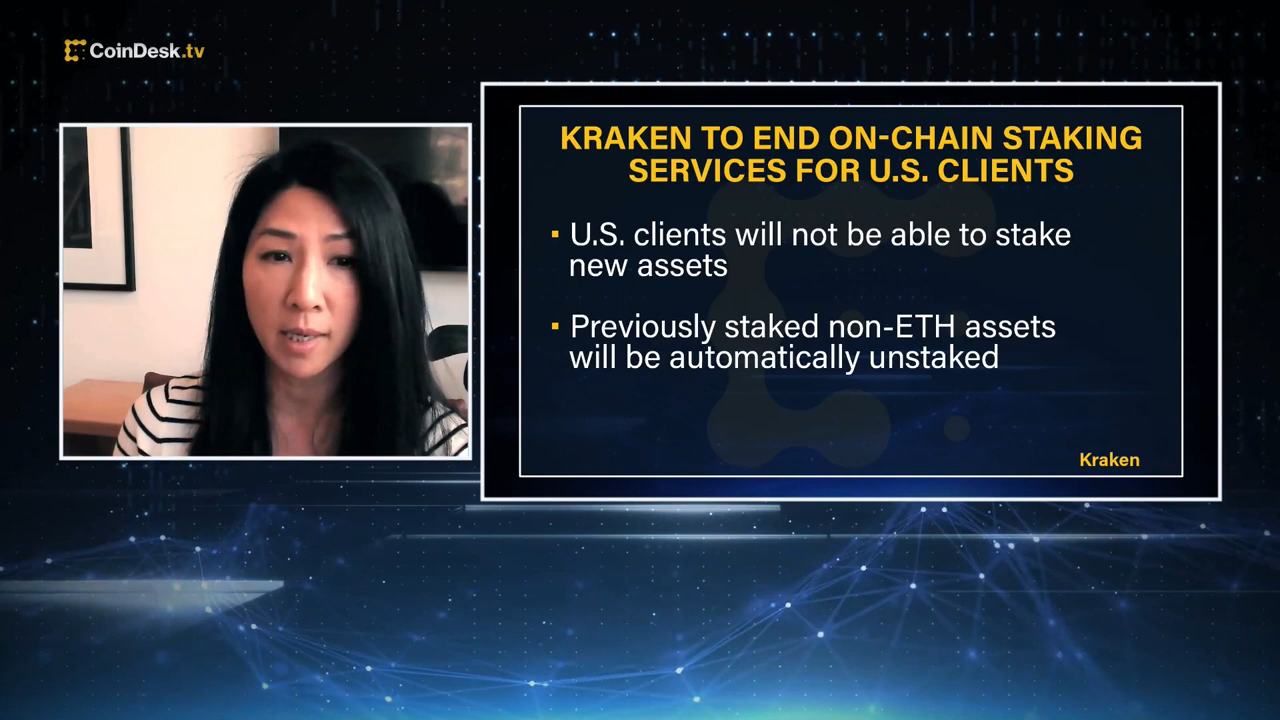 CoinDesk.tv
KRAKEN TO END ON-CHAIN STAKING
SERVICES FOR U.S. CLIENTS
▪ U.S. clients will not be able to stake
new assets
▪ Previously staked non-ETH assets
will be automatically unstaked
Kraken